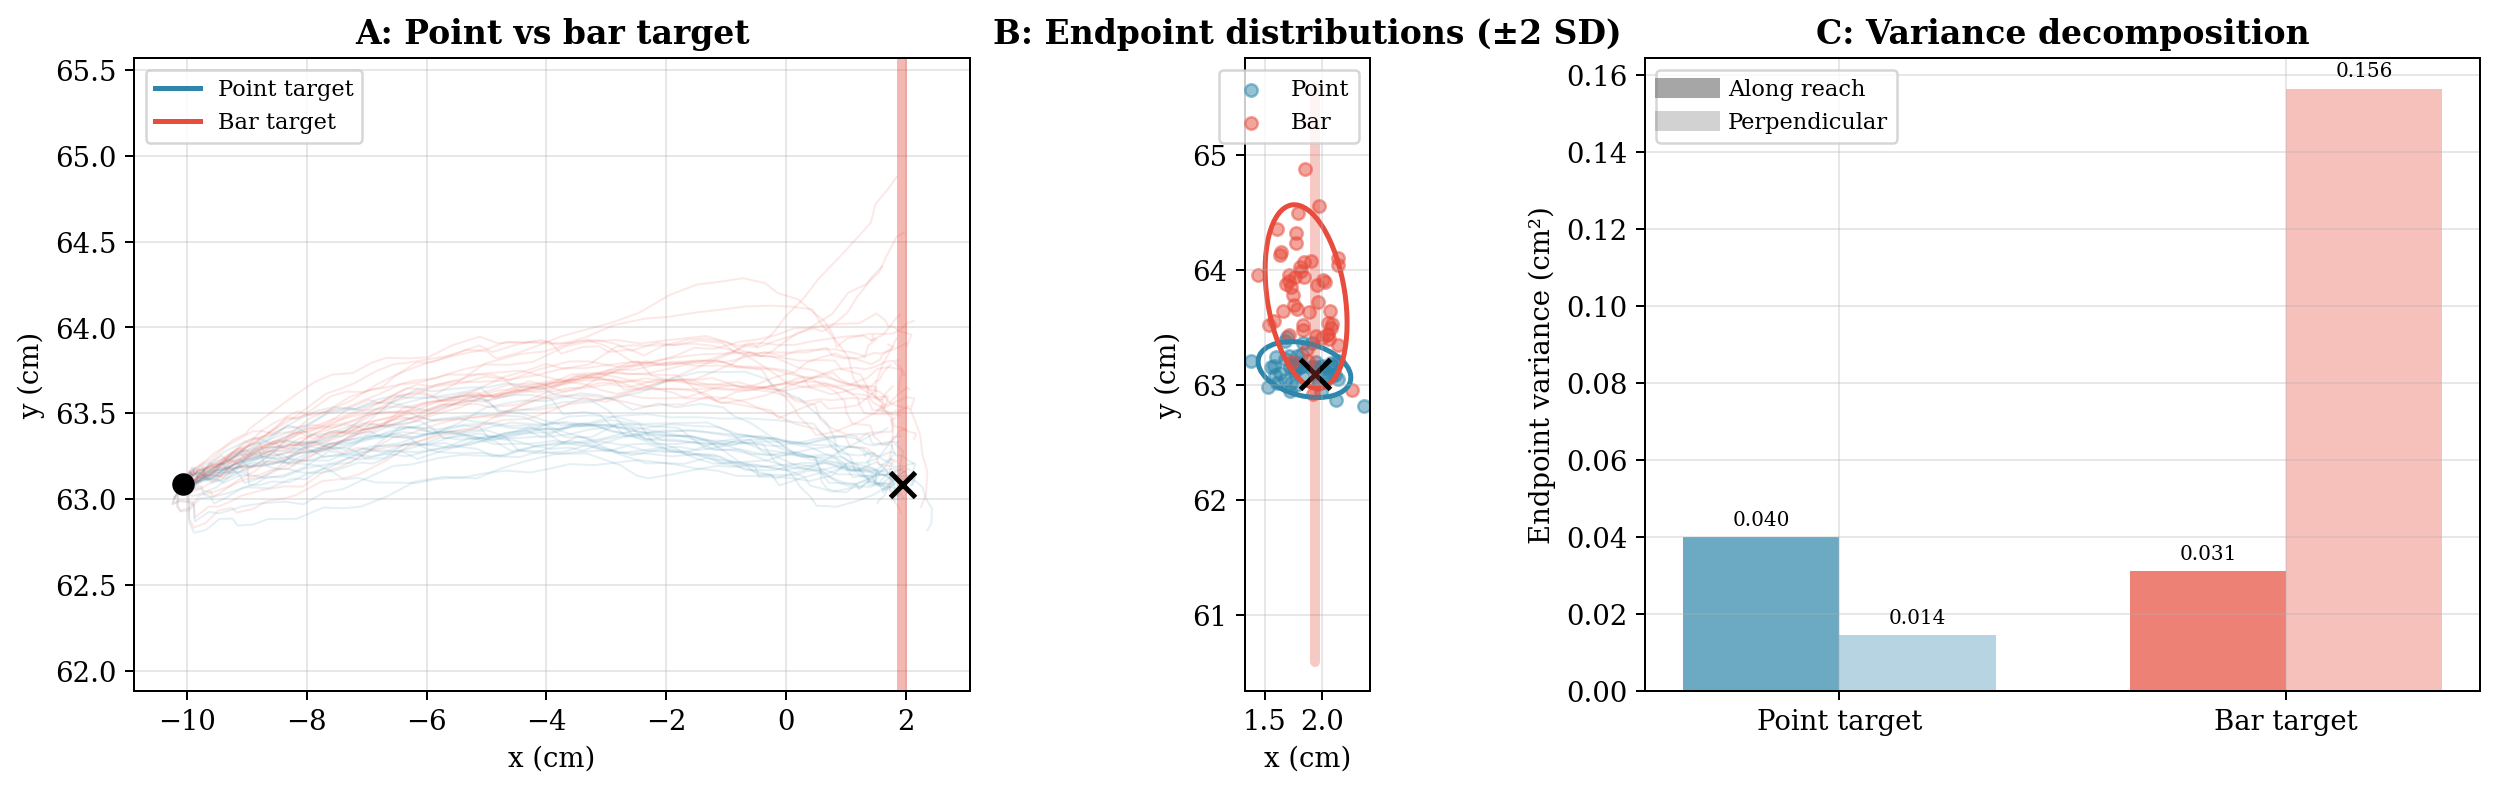 A: Point vs bar target
Point target
Bar target
65.5
65.0
64.5
64.0
63.5
63.0
62.5
62.0
y (cm)
−10
−8
−6
−4
−2
0
2
x (cm)
B: Endpoint distributions (±2 SD)
Point
Bar
65
64
63
62
61
y (cm)
1.5
2.0
x (cm)
C: Variance decomposition
Along reach
Perpendicular
0.16
0.14
0.12
0.10
0.08
0.06
0.04
0.02
0.00
Endpoint variance (cm²)
0.040
0.014
0.031
0.156
Point target
Bar target